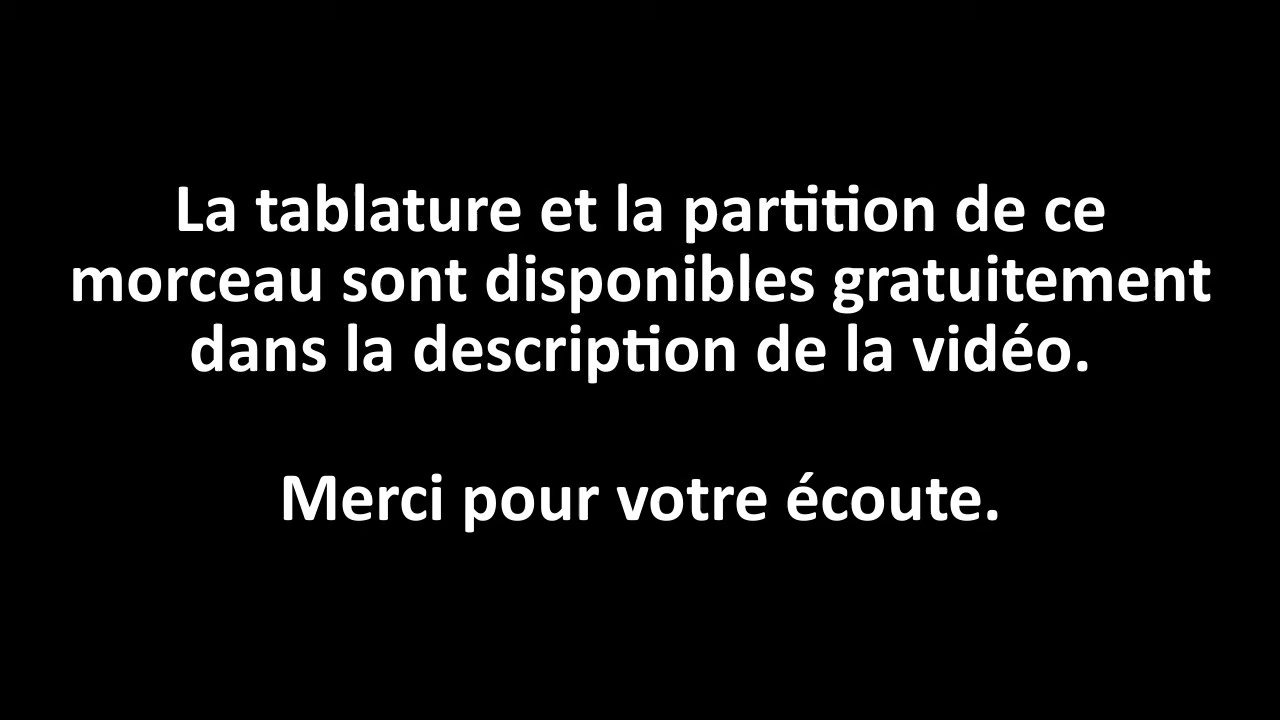 La tablature et la partition de ce
morceau sont disponibles gratuitement
dans la description de la vidéo.
Merci pour votre écoute.